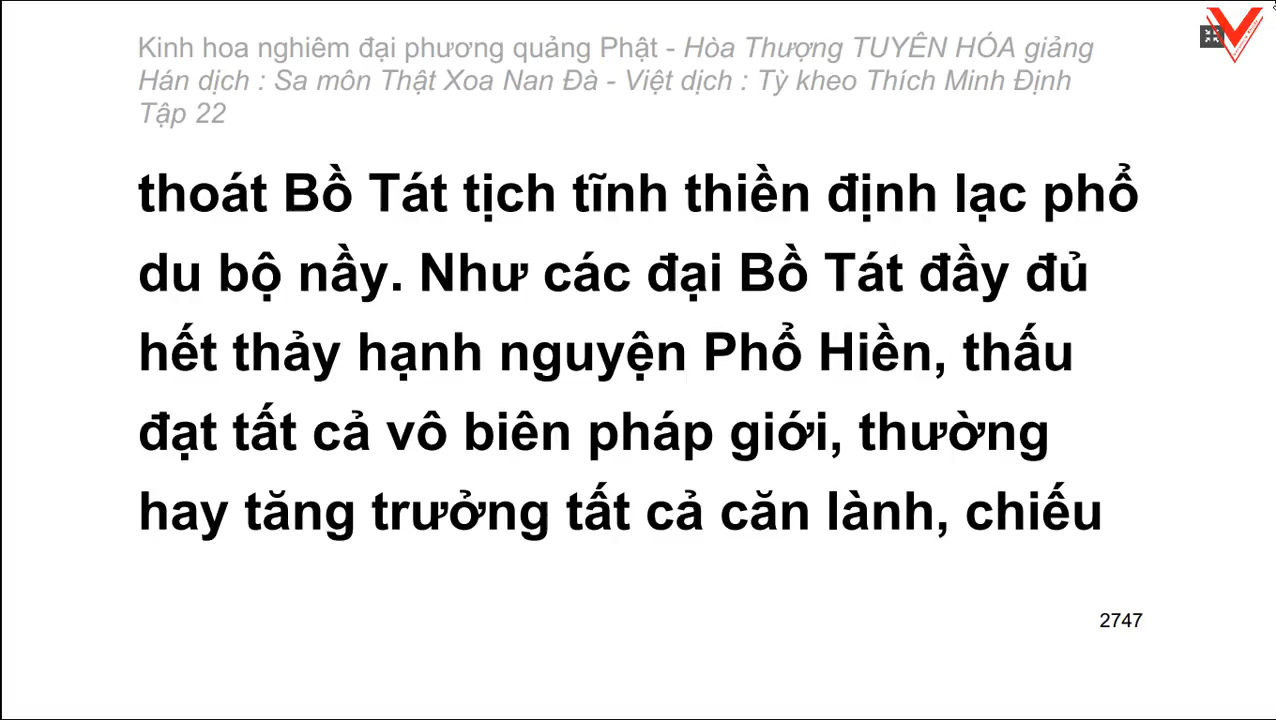 Kinh hoa nghiêm đại phương quảng Phật - Hòa Thượng TUYÊN HÓA giảng
Hán dịch : Sa môn Thật Xoa Nan Đà - Việt dịch : Tỳ kheo Thích Minh Định
Tập 22
thoát Bồ Tát tịch tĩnh thiền định lạc phổ
du bộ nầy. Như các đại Bồ Tát đầy đủ
hết thảy hạnh nguyện Phổ Hiền, thấu
đạt tất cả vô biên pháp giới, thường
hay tăng trưởng tất cả căn lành, chiếu
2747